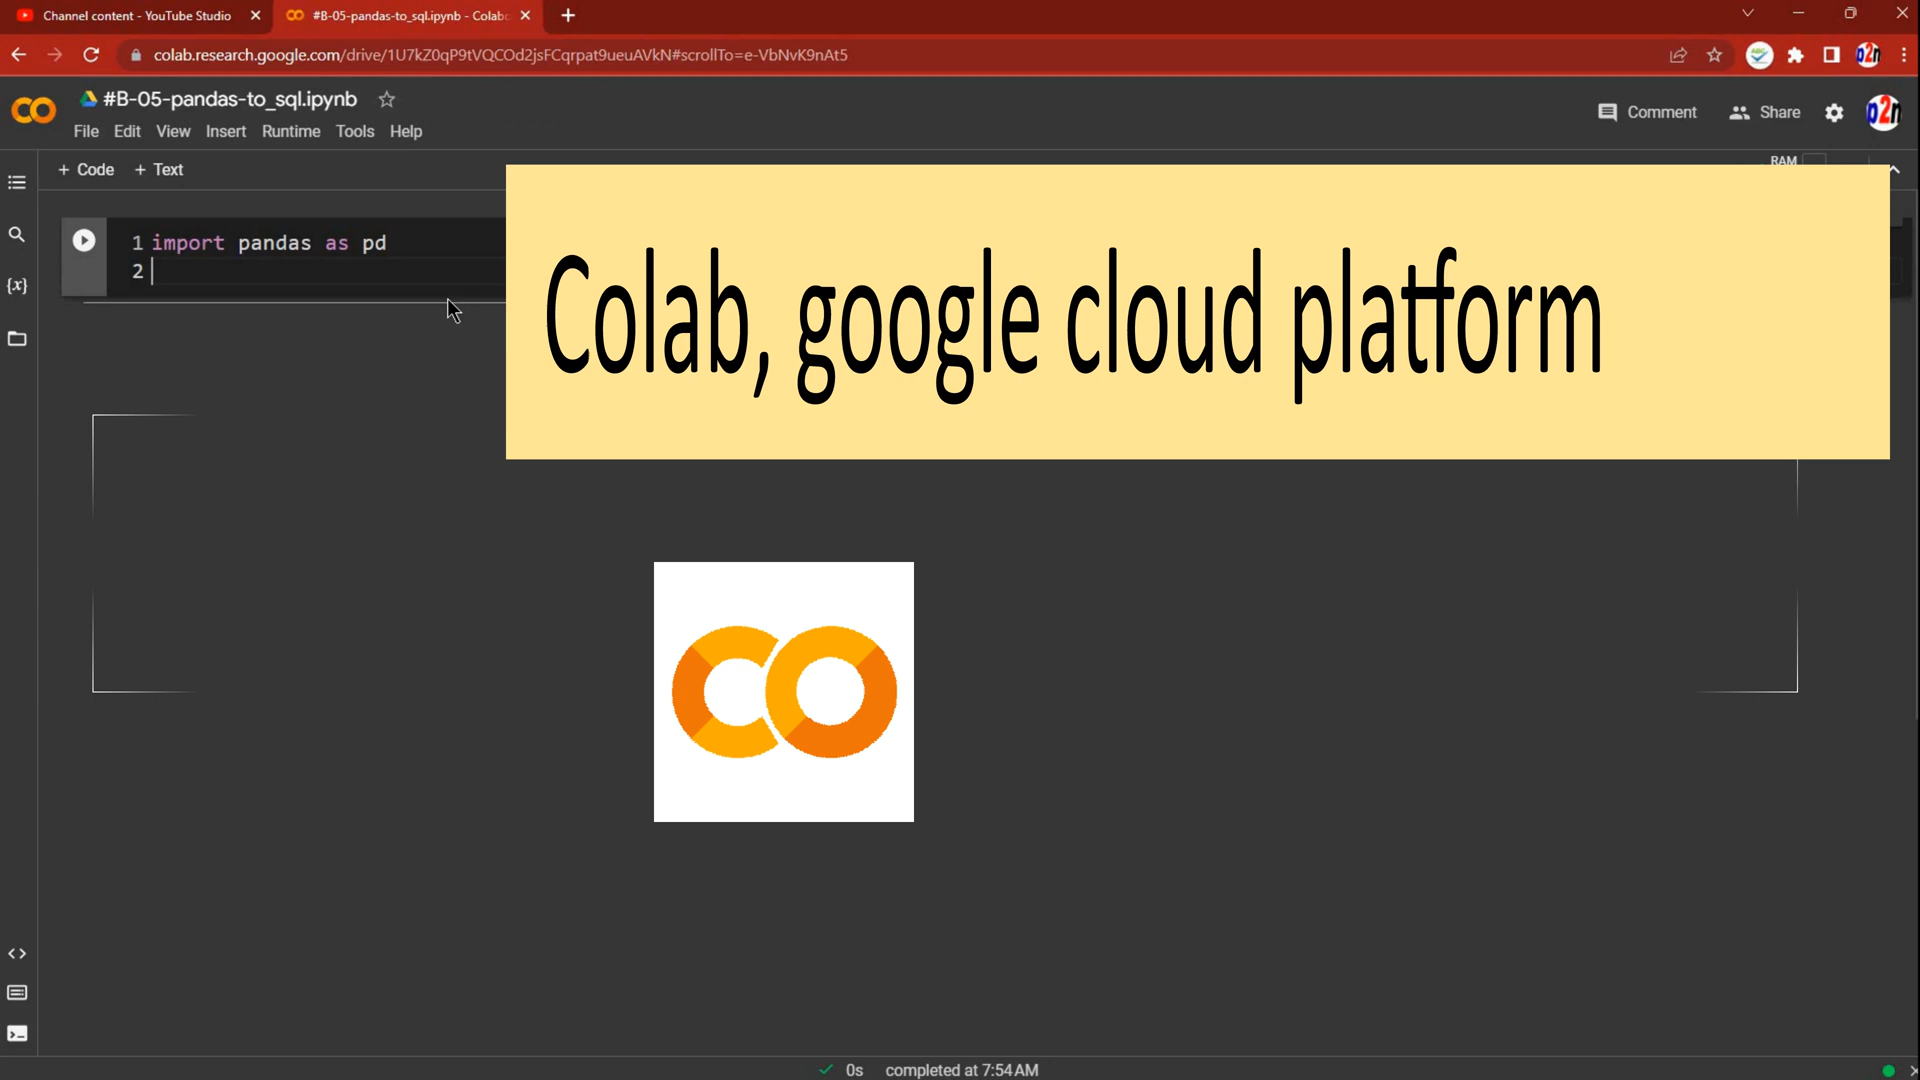 Channel content - YouTube Studio
#B-05-pandas-to_sql.ipynb - Colab
colab.research.google.com/drive/1U7kZ0qP9tVQCOd2jsFCqrpat9ueuAVkN#scrollTo=e-VbNvK9nAt5
#B-05-pandas-to_sql.ipynb
File Edit View Insert Runtime Tools Help
Comment Share
+ Code + Text
RAM
1 import pandas as pd
2
{x}
Colab, google cloud platform
0s completed at 7:54 AM